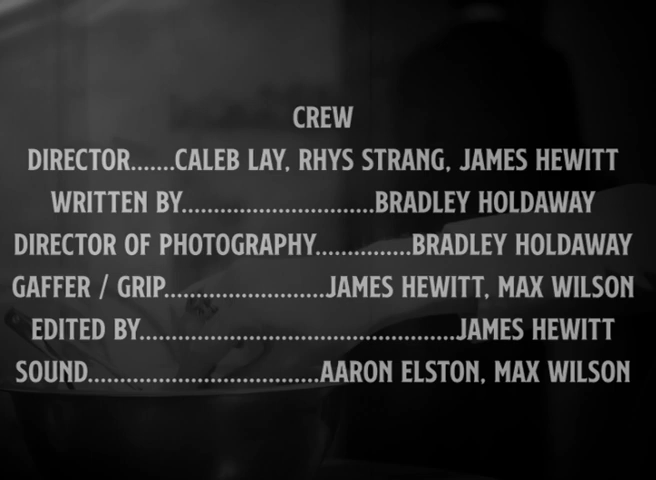 CREW
DIRECTOR.......CALEB LAY, RHYS STRANG, JAMES HEWITT
WRITTEN BY..............................BRADLEY HOLDAWAY
DIRECTOR OF PHOTOGRAPHY...............BRADLEY HOLDAWAY
GAFFER / GRIP..........................JAMES HEWITT, MAX WILSON
EDITED BY..................................................JAMES HEWITT
SOUND....................................AARON ELSTON, MAX WILSON